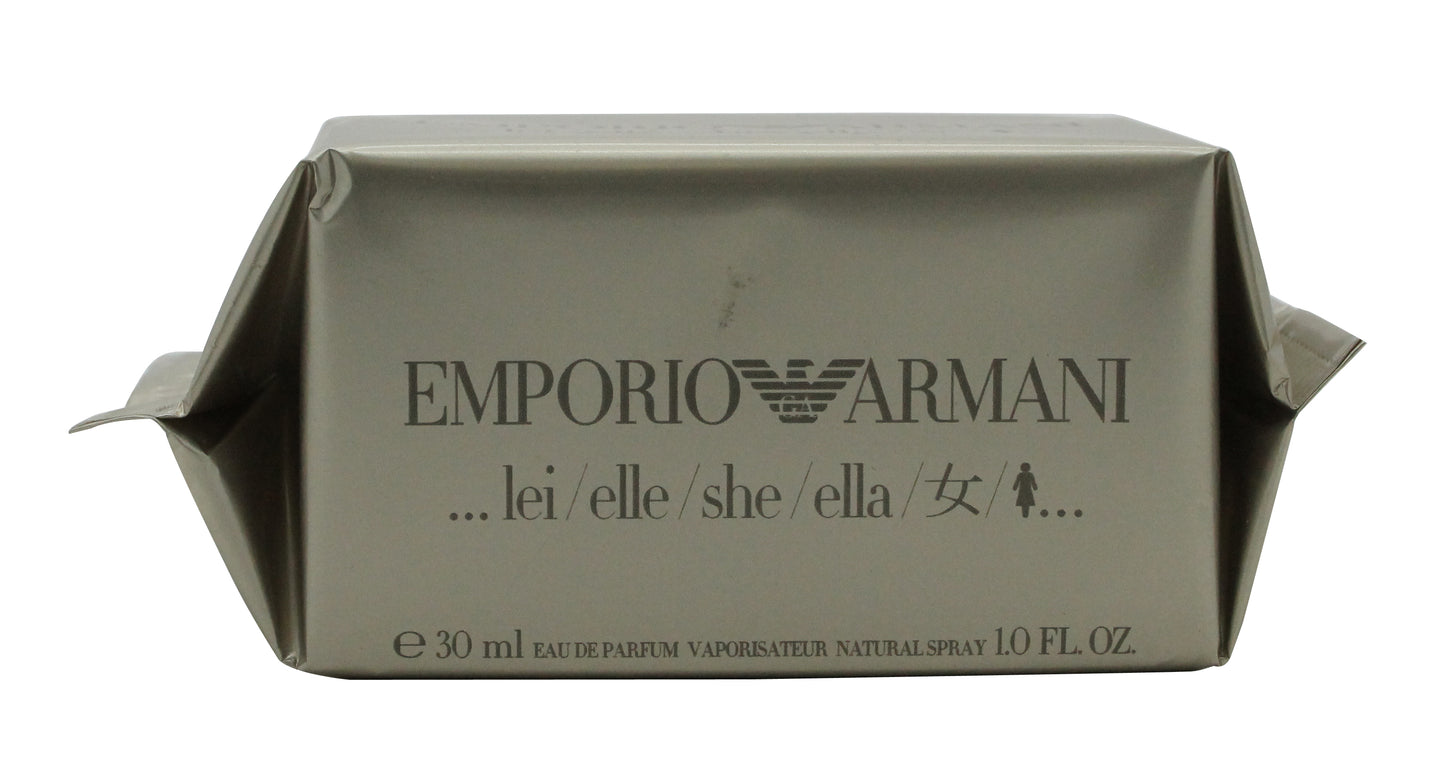 EMPORIO GA ARMANI
...lei/elle/she/ella/女/...
℮ 30 ml EAU DE PARFUM VAPORISATEUR NATURAL SPRAY 1.0 FL. OZ.